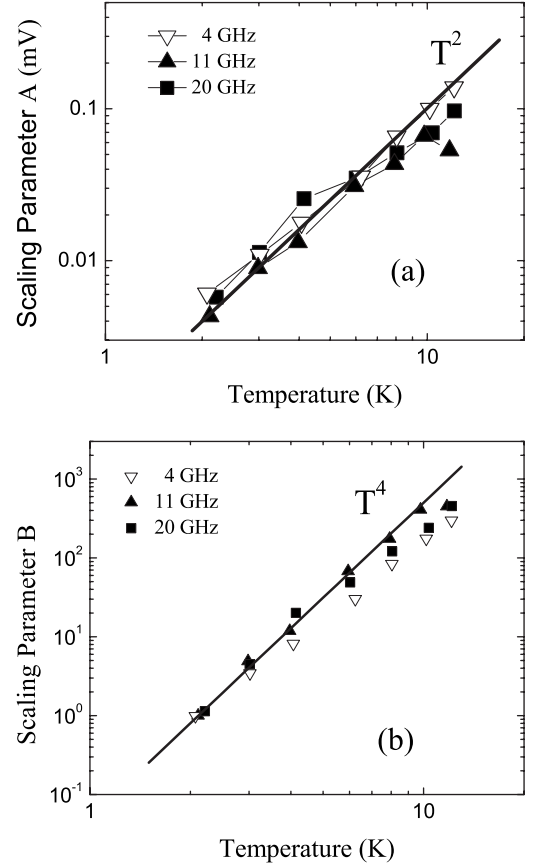 Scaling Parameter A (mV)
4 GHz
11 GHz
20 GHz
T²
0.1
0.01
(a)
1
10
Temperature (K)
Scaling Parameter B
4 GHz
11 GHz
20 GHz
T⁴
10³
10²
10¹
10⁰
10⁻¹
(b)
1
10
Temperature (K)